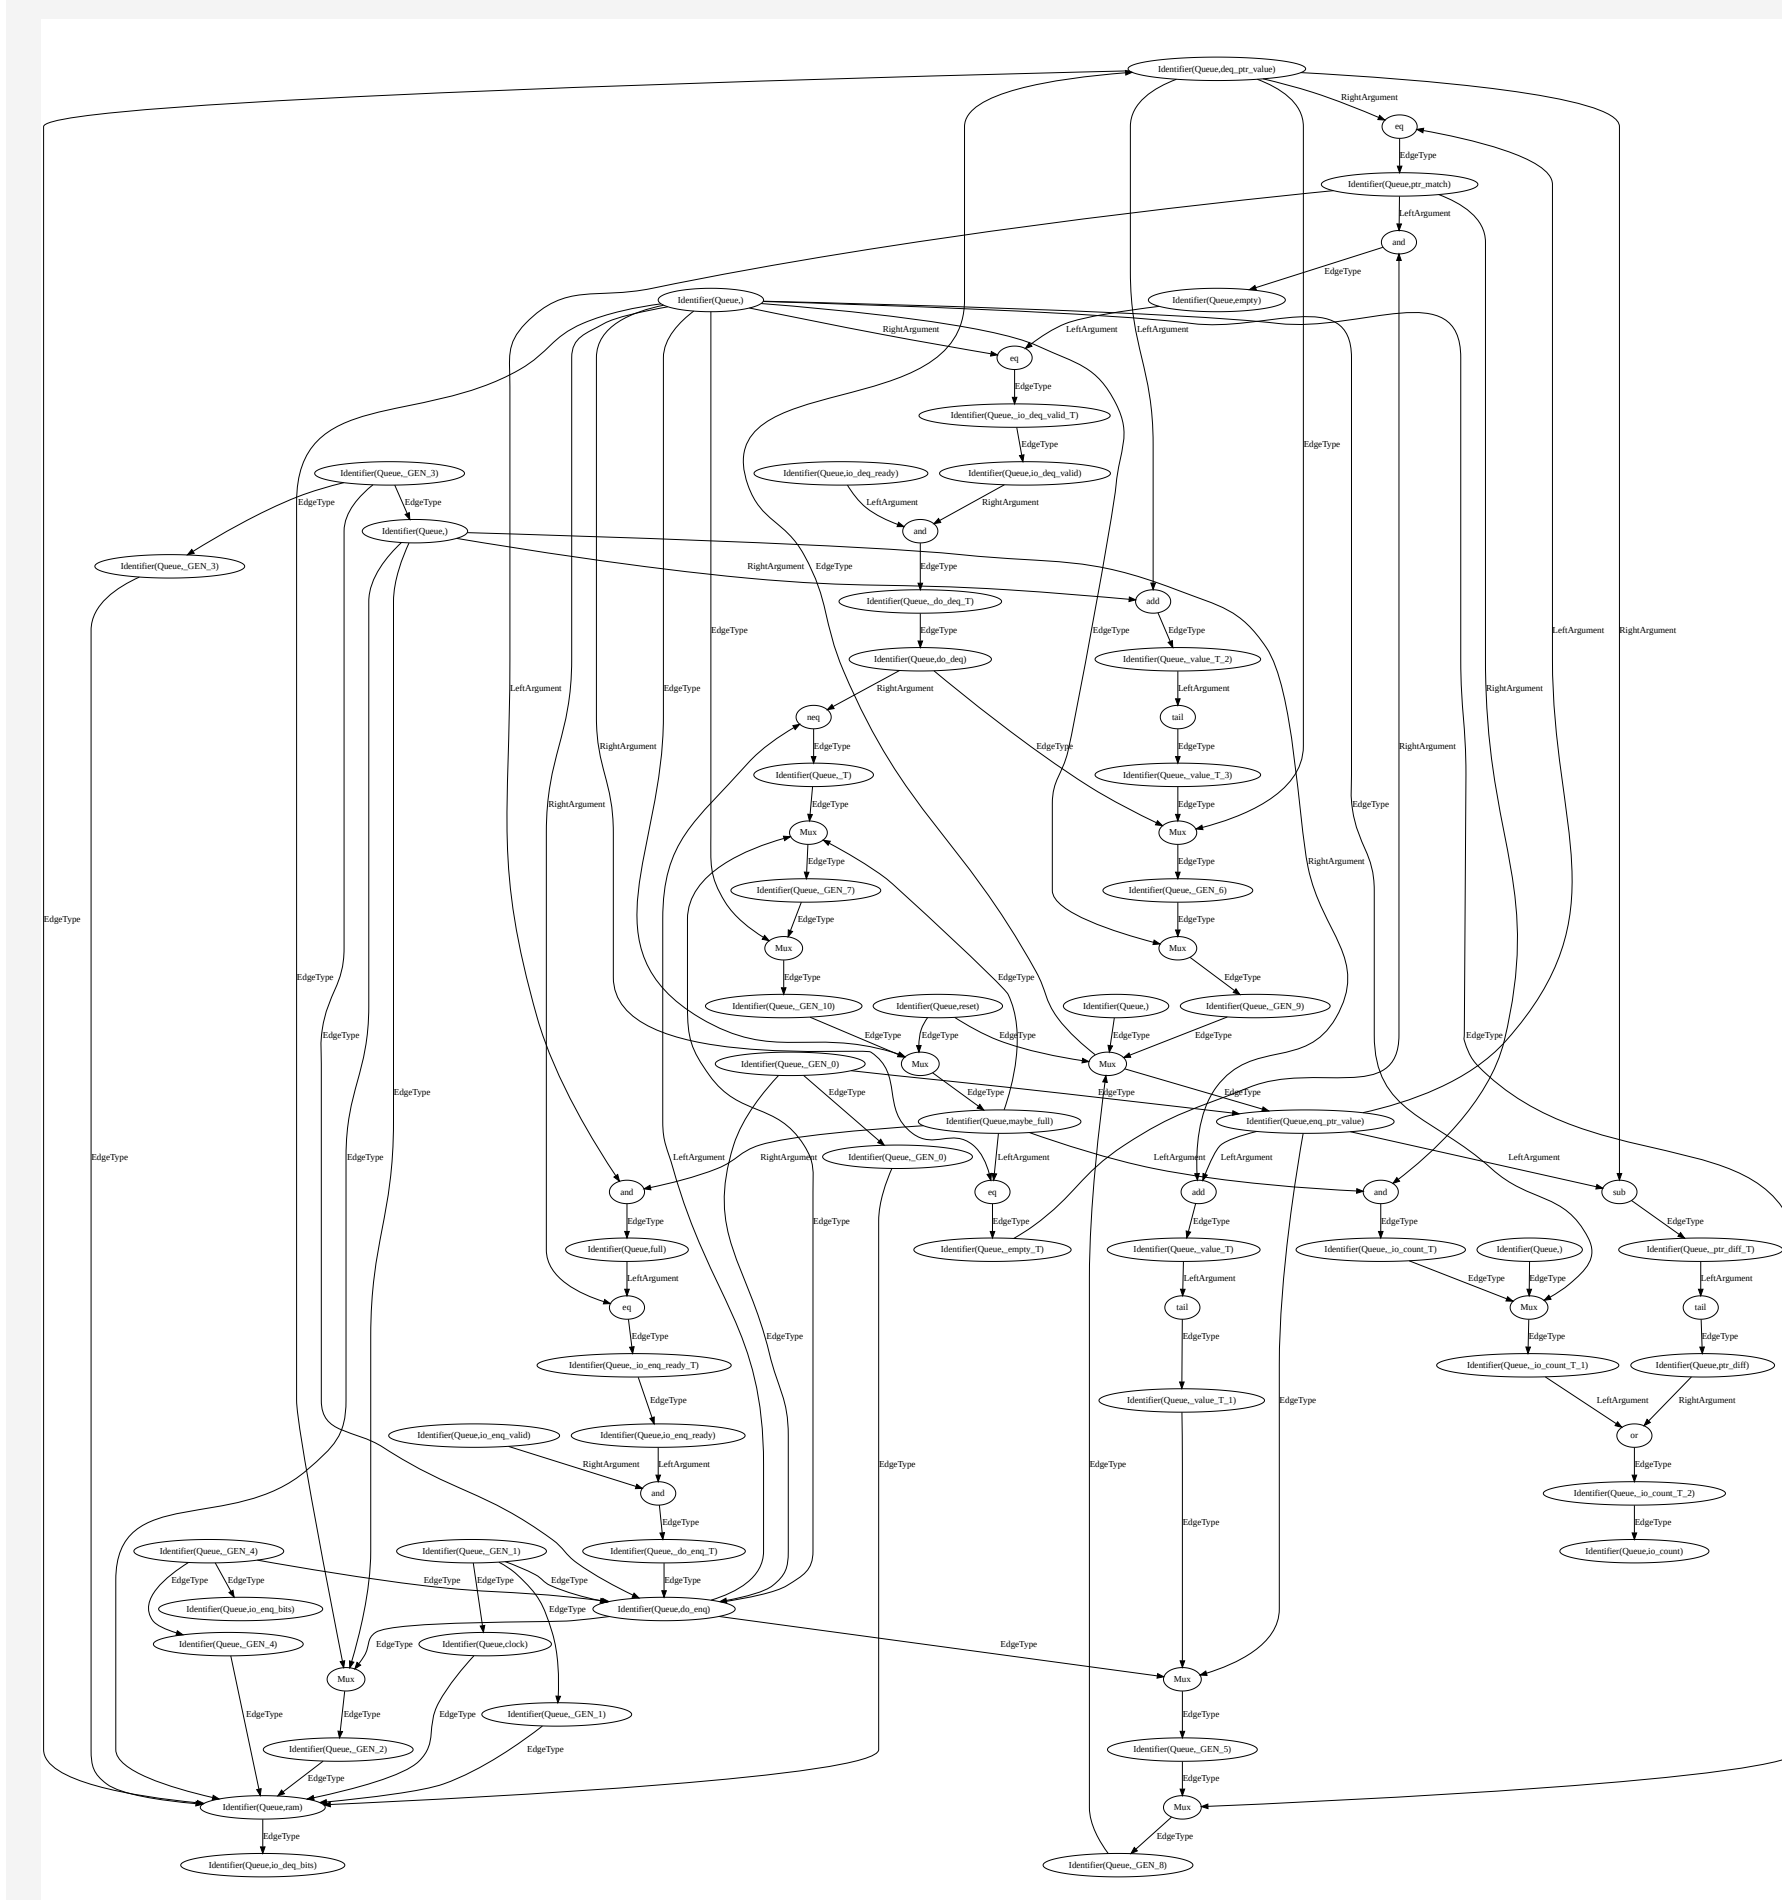 Identifier(Queue,deq_ptr_value)
RightArgument
eq
EdgeType
Identifier(Queue,ptr_match)
LeftArgument
and
EdgeType
Identifier(Queue,)
Identifier(Queue,empty)
RightArgument
LeftArgument
LeftArgument
eq
EdgeType
Identifier(Queue,_io_deq_valid_T)
EdgeType
EdgeType
Identifier(Queue,_GEN_3)
Identifier(Queue,io_deq_ready)
Identifier(Queue,io_deq_valid)
EdgeType
EdgeType
LeftArgument
RightArgument
Identifier(Queue,)
and
Identifier(Queue,_GEN_3)
RightArgument
EdgeType
EdgeType
Identifier(Queue,_do_deq_T)
add
EdgeType
EdgeType
EdgeType
EdgeType
LeftArgument
RightArgument
Identifier(Queue,do_deq)
Identifier(Queue,_value_T_2)
LeftArgument
EdgeType
RightArgument
LeftArgument
RightArgument
neq
tail
RightArgument
EdgeType
EdgeType
EdgeType
RightArgument
Identifier(Queue,_T)
Identifier(Queue,_value_T_3)
RightArgument
EdgeType
EdgeType
EdgeType
Mux
Mux
EdgeType
EdgeType
RightArgument
Identifier(Queue,_GEN_7)
Identifier(Queue,_GEN_6)
EdgeType
EdgeType
EdgeType
Mux
Mux
EdgeType
EdgeType
EdgeType
EdgeType
Identifier(Queue,_GEN_10)
Identifier(Queue,reset)
Identifier(Queue,)
Identifier(Queue,_GEN_9)
EdgeType
EdgeType
EdgeType
EdgeType
EdgeType
EdgeType
EdgeType
Identifier(Queue,_GEN_0)
Mux
Mux
EdgeType
EdgeType
EdgeType
EdgeType
Identifier(Queue,maybe_full)
Identifier(Queue,enq_ptr_value)
EdgeType
EdgeType
LeftArgument
RightArgument
Identifier(Queue,_GEN_0)
LeftArgument
LeftArgument
LeftArgument
LeftArgument
and
eq
add
and
sub
EdgeType
EdgeType
EdgeType
EdgeType
EdgeType
EdgeType
Identifier(Queue,full)
Identifier(Queue,_empty_T)
Identifier(Queue,_value_T)
Identifier(Queue,_io_count_T)
Identifier(Queue,)
Identifier(Queue,_ptr_diff_T)
LeftArgument
LeftArgument
EdgeType
EdgeType
LeftArgument
eq
tail
Mux
tail
EdgeType
EdgeType
EdgeType
EdgeType
EdgeType
Identifier(Queue,_io_enq_ready_T)
Identifier(Queue,_io_count_T_1)
Identifier(Queue,ptr_diff)
EdgeType
Identifier(Queue,_value_T_1)
EdgeType
LeftArgument
RightArgument
Identifier(Queue,io_enq_valid)
Identifier(Queue,io_enq_ready)
or
RightArgument
LeftArgument
EdgeType
EdgeType
EdgeType
and
Identifier(Queue,_io_count_T_2)
EdgeType
EdgeType
EdgeType
Identifier(Queue,_GEN_4)
Identifier(Queue,_GEN_1)
Identifier(Queue,_do_enq_T)
Identifier(Queue,io_count)
EdgeType
EdgeType
EdgeType
EdgeType
EdgeType
EdgeType
Identifier(Queue,io_enq_bits)
EdgeType
Identifier(Queue,do_enq)
Identifier(Queue,_GEN_4)
EdgeType
Identifier(Queue,clock)
EdgeType
Mux
Mux
EdgeType
EdgeType
EdgeType
Identifier(Queue,_GEN_1)
EdgeType
Identifier(Queue,_GEN_2)
EdgeType
Identifier(Queue,_GEN_5)
EdgeType
EdgeType
Identifier(Queue,ram)
Mux
EdgeType
EdgeType
Identifier(Queue,io_deq_bits)
Identifier(Queue,_GEN_8)